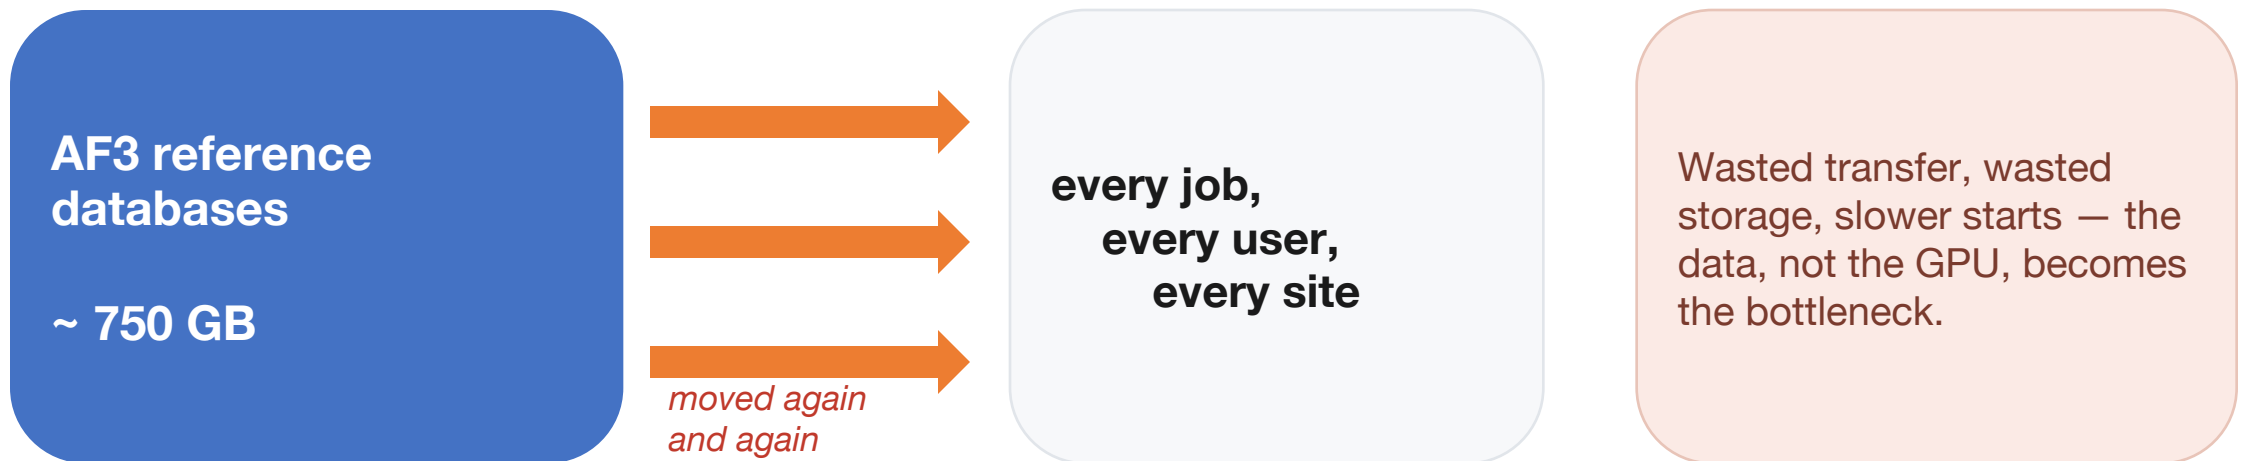 AF3 reference
databases
~ 750 GB
moved again
and again
every job,
every user,
every site
Wasted transfer, wasted
storage, slower starts — the
data, not the GPU, becomes
the bottleneck.